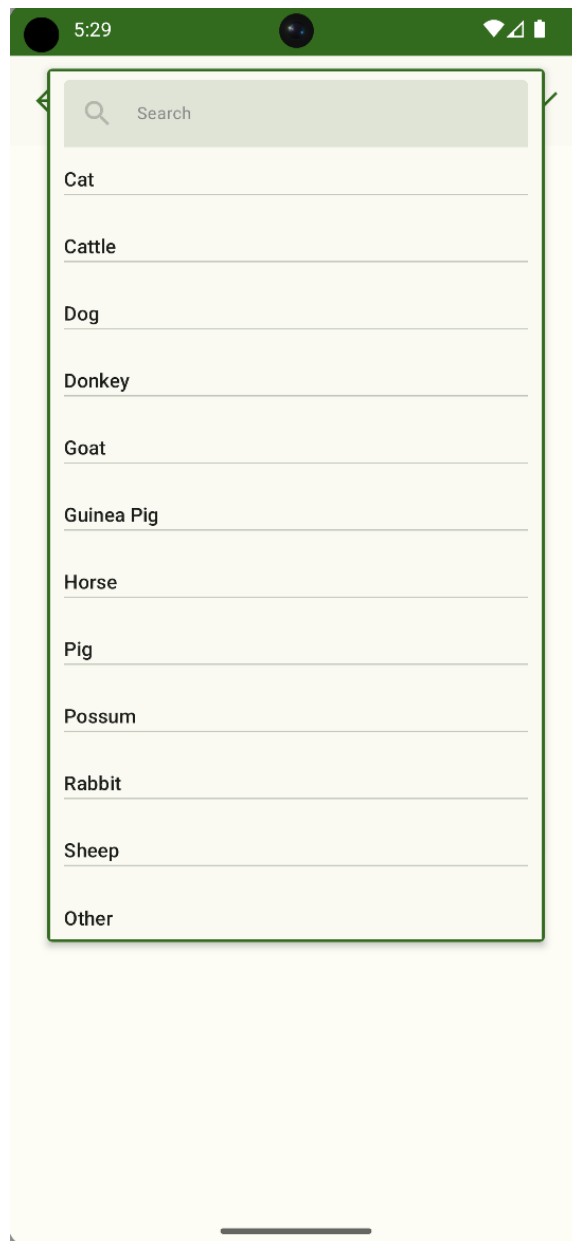 5:29
Search
Cat
Cattle
Dog
Donkey
Goat
Guinea Pig
Horse
Pig
Possum
Rabbit
Sheep
Other